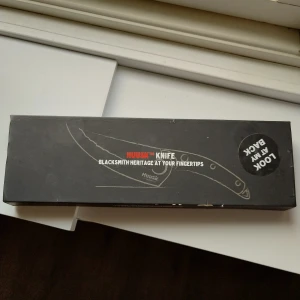 KNIFE
BLACKSMITH HERITAGE AT YOUR FINGERTIPS
LOOK
AT MY
BACK